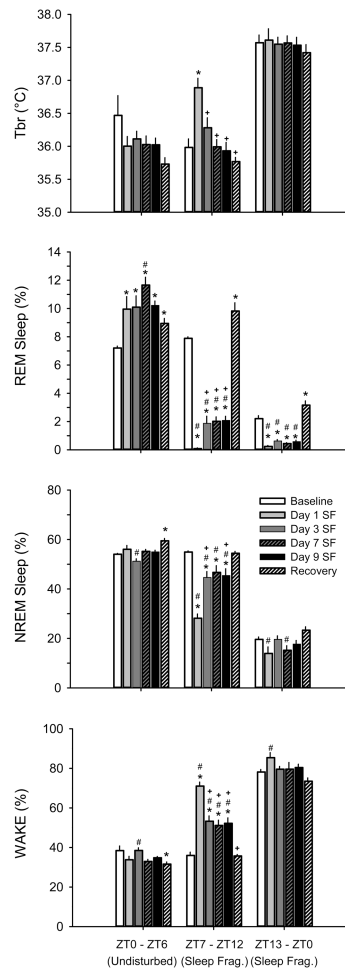 38.0
37.5
37.0
36.5
36.0
35.5
35.0
Tbr (°C)
*
+
+
+
+
14
12
10
8
6
4
2
0
REM Sleep (%)
* * # * * *
# * + # * + # * + # * *
# * # * # * # * *
80
60
40
20
0
NREM Sleep (%)
Baseline
Day 1 SF
Day 3 SF
Day 7 SF
Day 9 SF
Recovery
# *
# * + # * # * + # *
# #
100
80
60
40
20
0
WAKE (%)
# *
# * + # * + # * + # * +
#
ZT0 - ZT6 ZT7 - ZT12 ZT13 - ZT0
(Undisturbed) (Sleep Frag.) (Sleep Frag.)